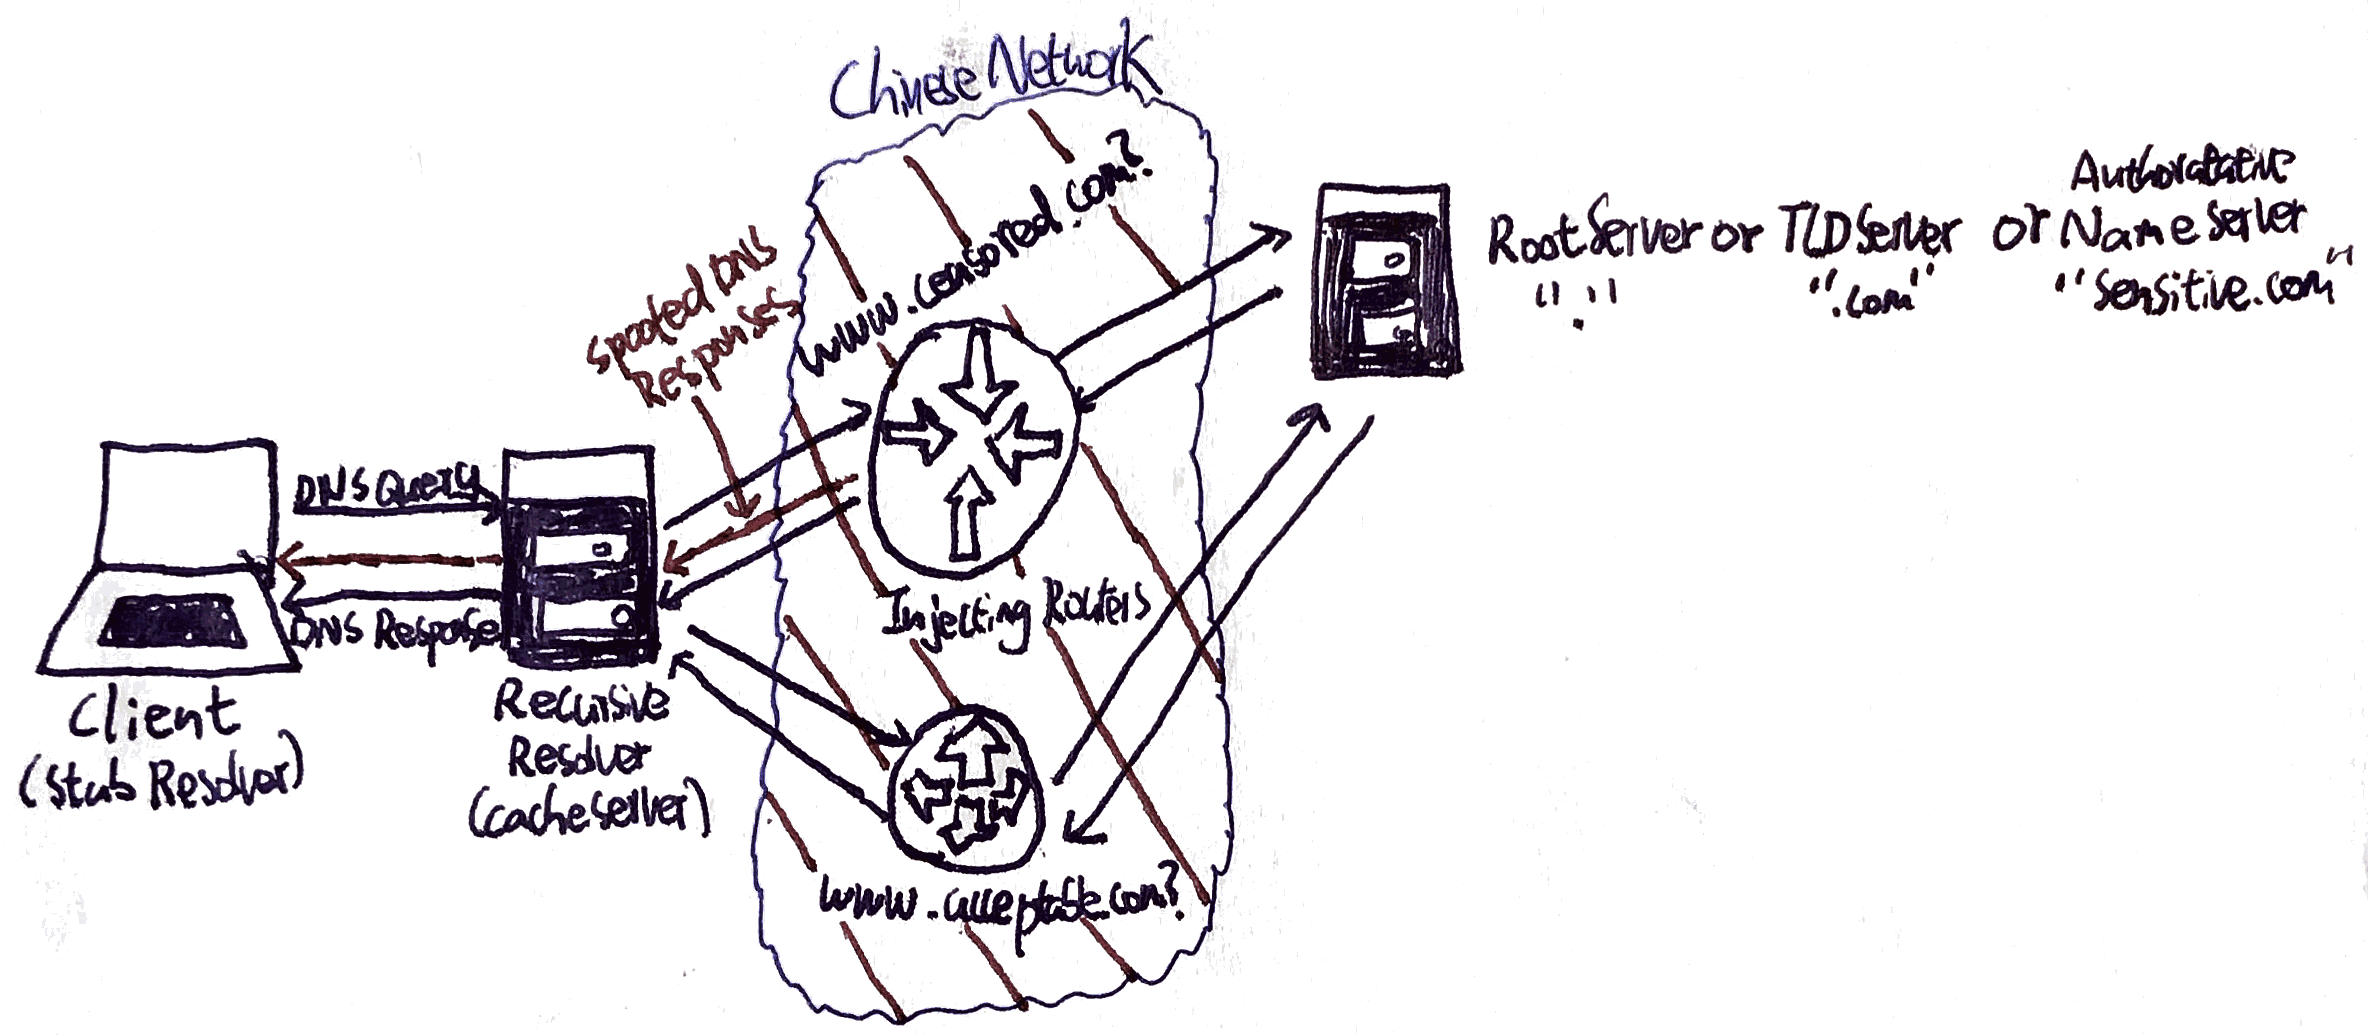 Chinese Network
www.censored.com?
Spoofed DNS
Responses
Authoratative
Root Server or TLD Server or Name Server
"." ".com" "sensitive.com"
DNS Query
DNS Response
Injecting Routers
Client
(Stub Resolver)
Recursive
Resolver
(cache server)
www.acceptable.com?